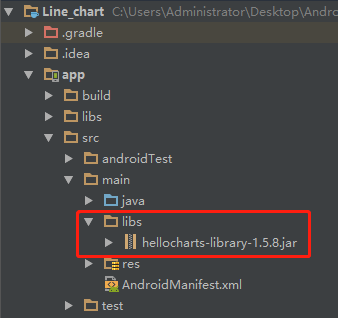 Line_chart C:\Users\Administrator\Desktop\Andro
.gradle
.idea
app
build
libs
src
androidTest
main
java
libs
hellocharts-library-1.5.8.jar
res
AndroidManifest.xml
test